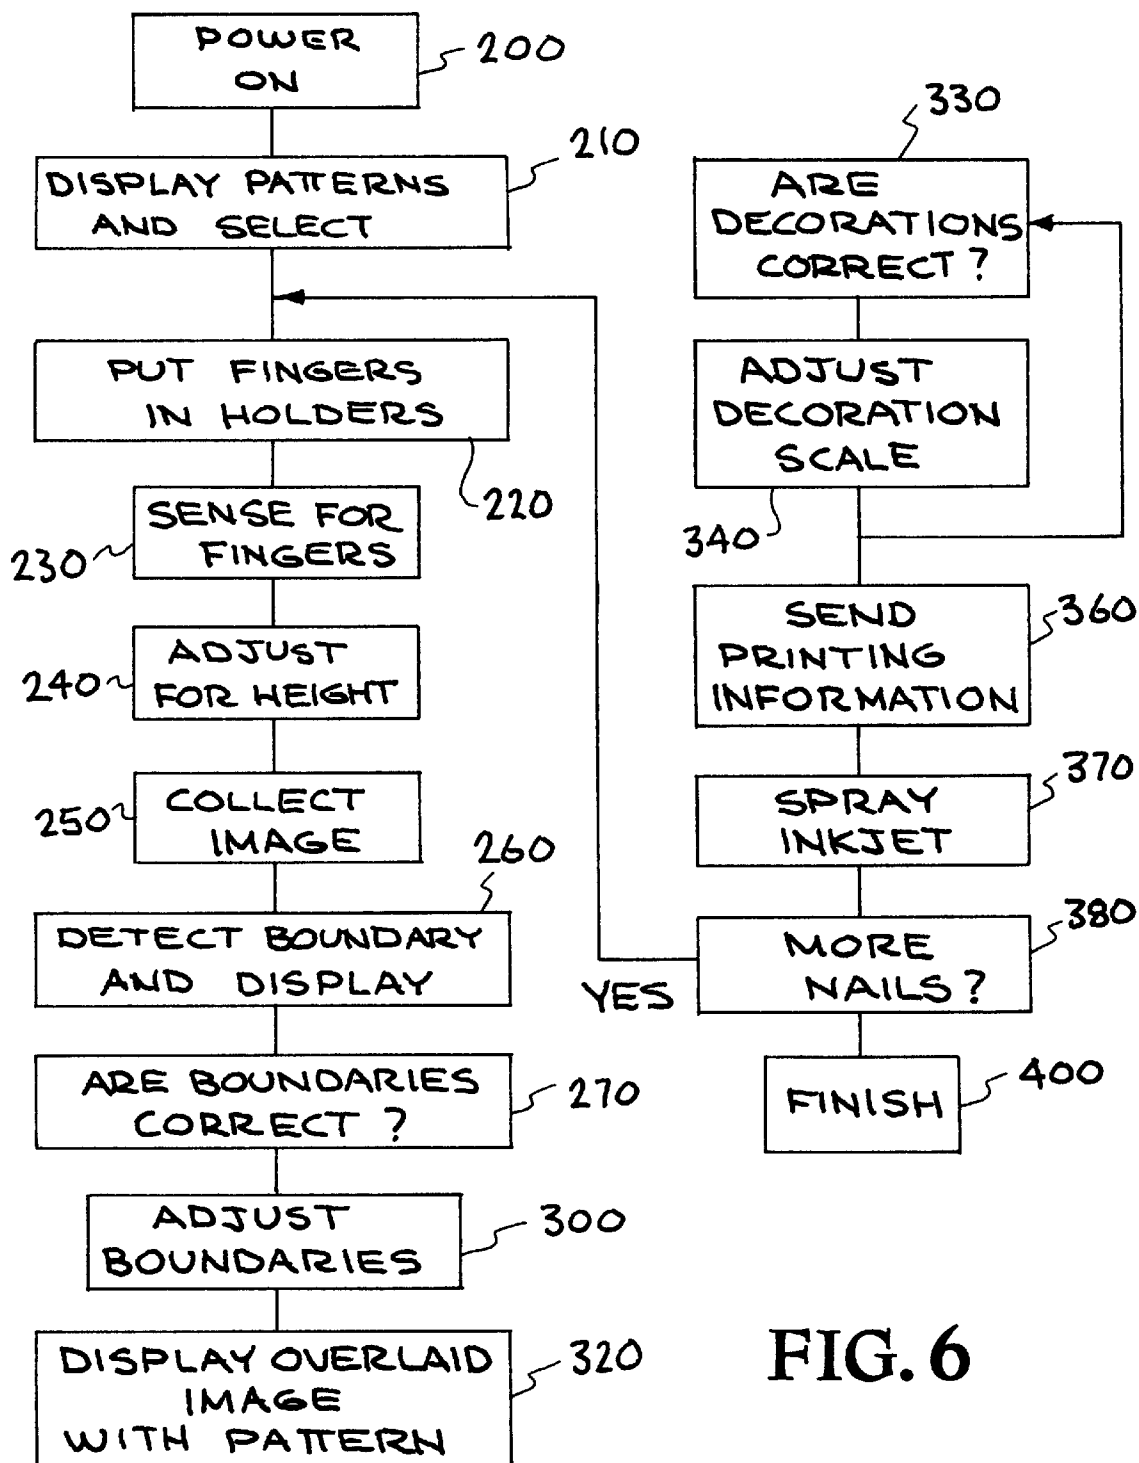 POWER
ON
200
DISPLAY PATTERNS
AND SELECT
210
PUT FINGERS
IN HOLDERS
220
SENSE FOR
FINGERS
230
ADJUST
FOR HEIGHT
240
COLLECT
IMAGE
250
260
DETECT BOUNDARY
AND DISPLAY
ARE BOUNDARIES
CORRECT ?
270
ADJUST
BOUNDARIES
300
DISPLAY OVERLAID
IMAGE
WITH PATTERN
320
330
ARE
DECORATIONS
CORRECT ?
ADJUST
DECORATION
SCALE
340
SEND
PRINTING
INFORMATION
360
SPRAY
INKJET
370
MORE
NAILS ?
380
YES
FINISH
400
FIG. 6